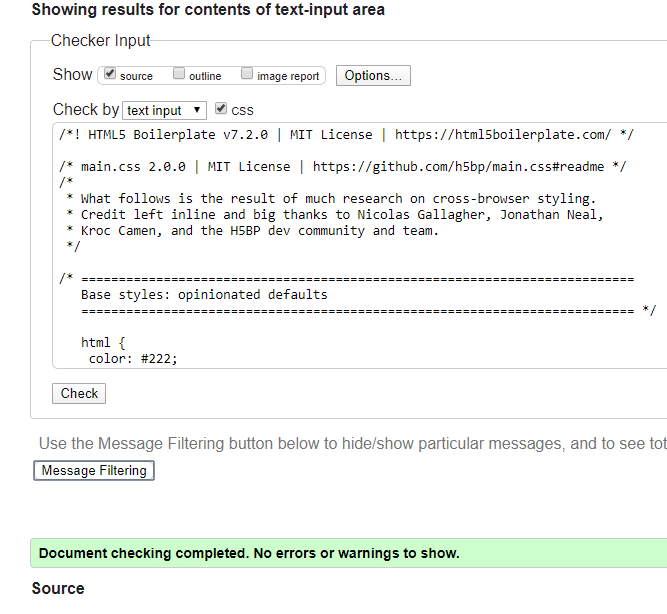 Showing results for contents of text-input area
Checker Input
Show source outline image report Options...
Check by text input css
/*! HTML5 Boilerplate v7.2.0 | MIT License | https://html5boilerplate.com/ */
/* main.css 2.0.0 | MIT License | https://github.com/h5bp/main.css#readme */
/*
* What follows is the result of much research on cross-browser styling.
* Credit left inline and big thanks to Nicolas Gallagher, Jonathan Neal,
* Kroc Camen, and the H5BP dev community and team.
*/
/* ==========================================================================
Base styles: opinionated defaults
========================================================================== */
html {
color: #222;
Check
Use the Message Filtering button below to hide/show particular messages, and to see tot
Message Filtering
Document checking completed. No errors or warnings to show.
Source